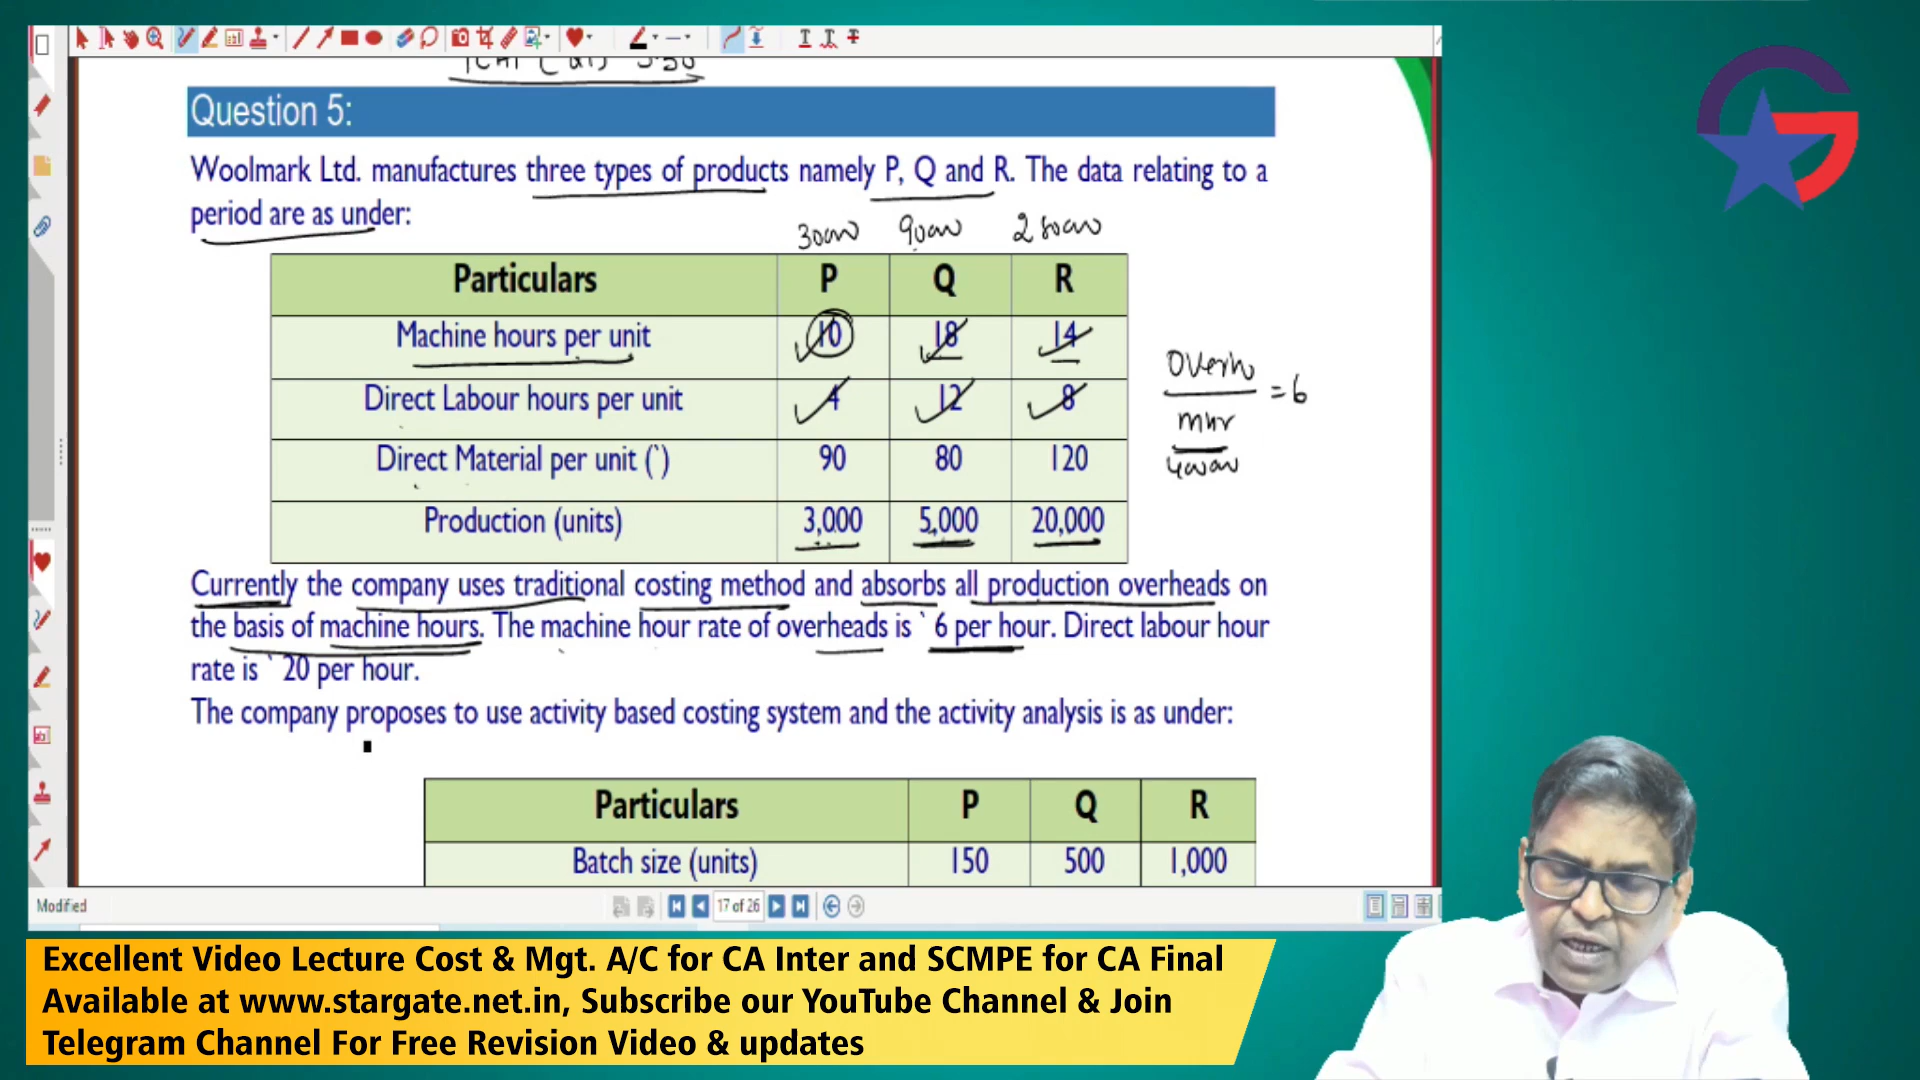 Question 5:
Woolmark Ltd. manufactures three types of products namely P, Q and R. The data relating to a
period are as under:
30000 90000 280000
Particulars P Q R
Machine hours per unit 10 18 14
Direct Labour hours per unit 4 12 8
Direct Material per unit (`) 90 80 120
Production (units) 3,000 5,000 20,000
= 6
mhr
400000
Currently the company uses traditional costing method and absorbs all production overheads on
the basis of machine hours. The machine hour rate of overheads is ` 6 per hour. Direct labour hour
rate is ` 20 per hour.
The company proposes to use activity based costing system and the activity analysis is as under:
Particulars P Q R
Batch size (units) 150 500 1,000
Modified
17 of 26
Excellent Video Lecture Cost & Mgt. A/C for CA Inter and SCMPE for CA Final
Available at www.stargate.net.in, Subscribe our YouTube Channel & Join
Telegram Channel For Free Revision Video & updates